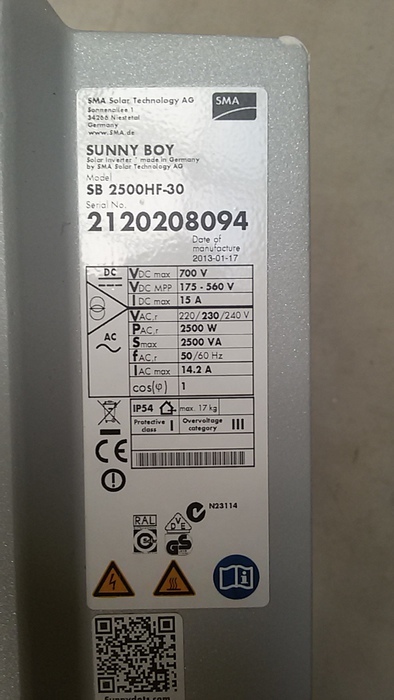 SMA Solar Technology AG
Sonnenallee 1
34266 Niestetal
Germany
www.SMA.de
SMA
SUNNY BOY
Solar Inverter * made in Germany
by SMA Solar Technology AG
Model
SB 2500HF-30
Serial No.
2120208094
Date of
manufacture
2013-01-17
DC
VDC max 700 V
VDC MPP 175 - 560 V
IDC max 15 A
AC
VAC,r 220/230/240 V
PAC,r 2500 W
Smax 2500 VA
fAC,r 50/60 Hz
IAC max 14.2 A
cos(φ) 1
IP54 max. 17 kg
Protective class I Overvoltage category III
CE
N23114
RAL
VDE
GS
i
Sunnydots.com